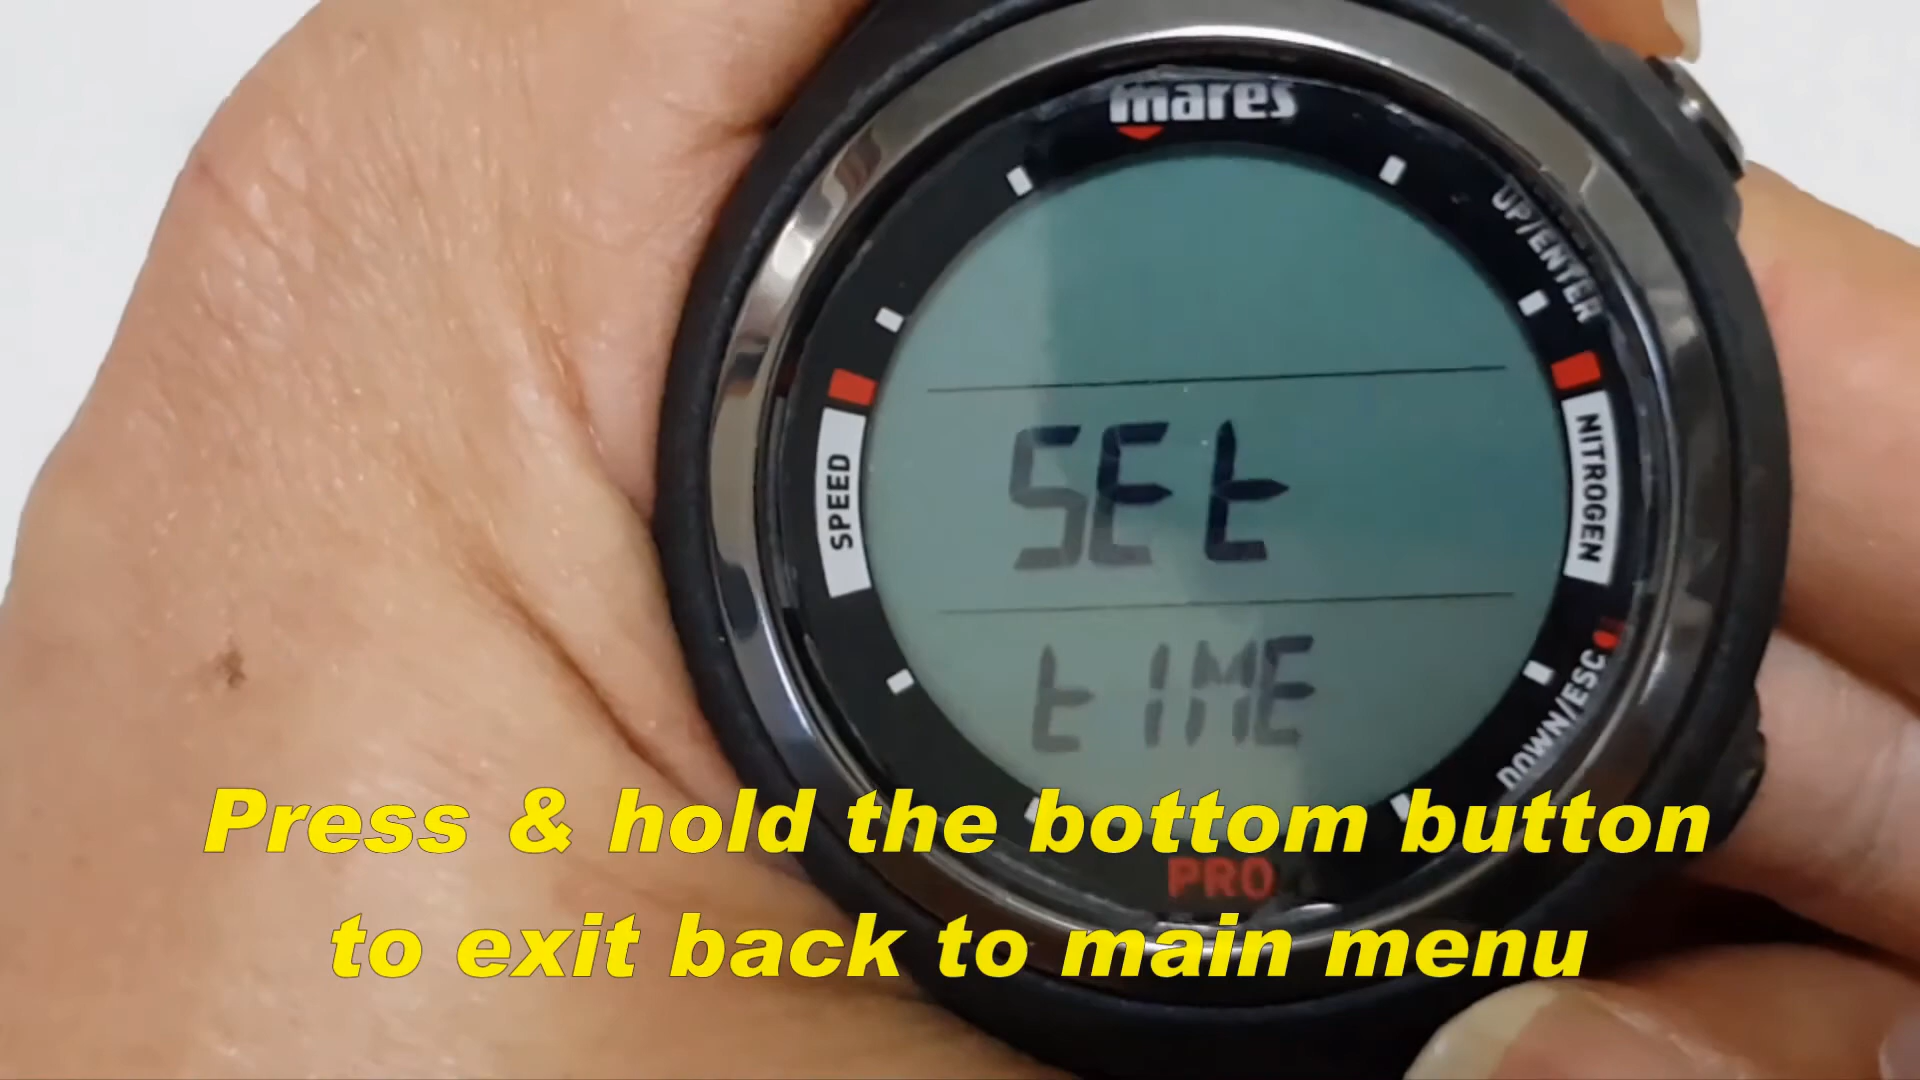 mares
UP/ENTER
SPEED
NITROGEN
SEt
tIME
DOWN/ESC
PRO
Press & hold the bottom button
to exit back to main menu